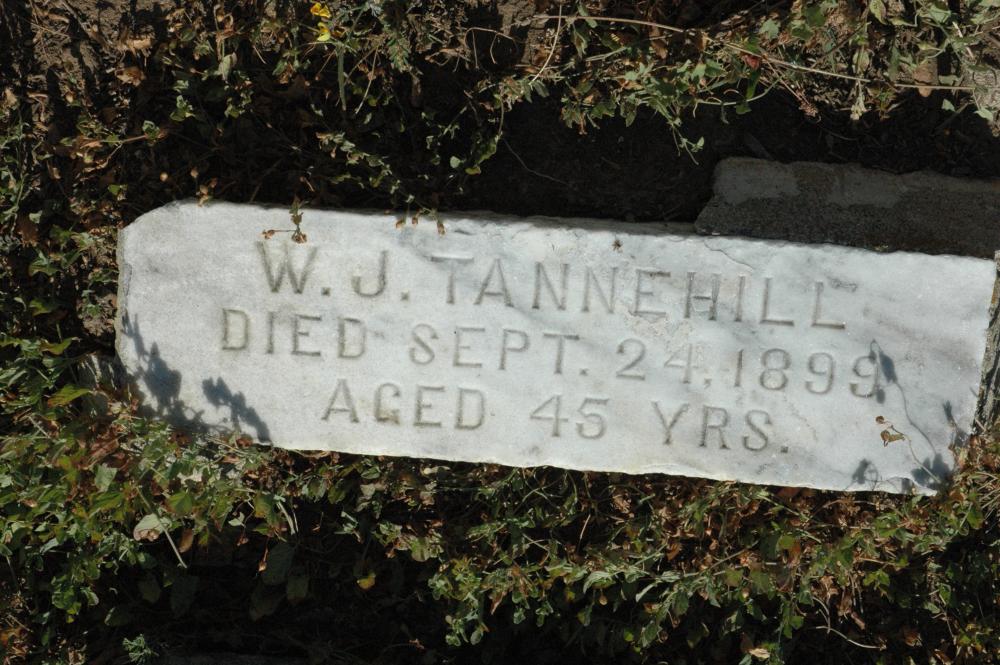 W. J. TANNEHILL
DIED SEPT. 24, 1899
AGED 45 YRS.